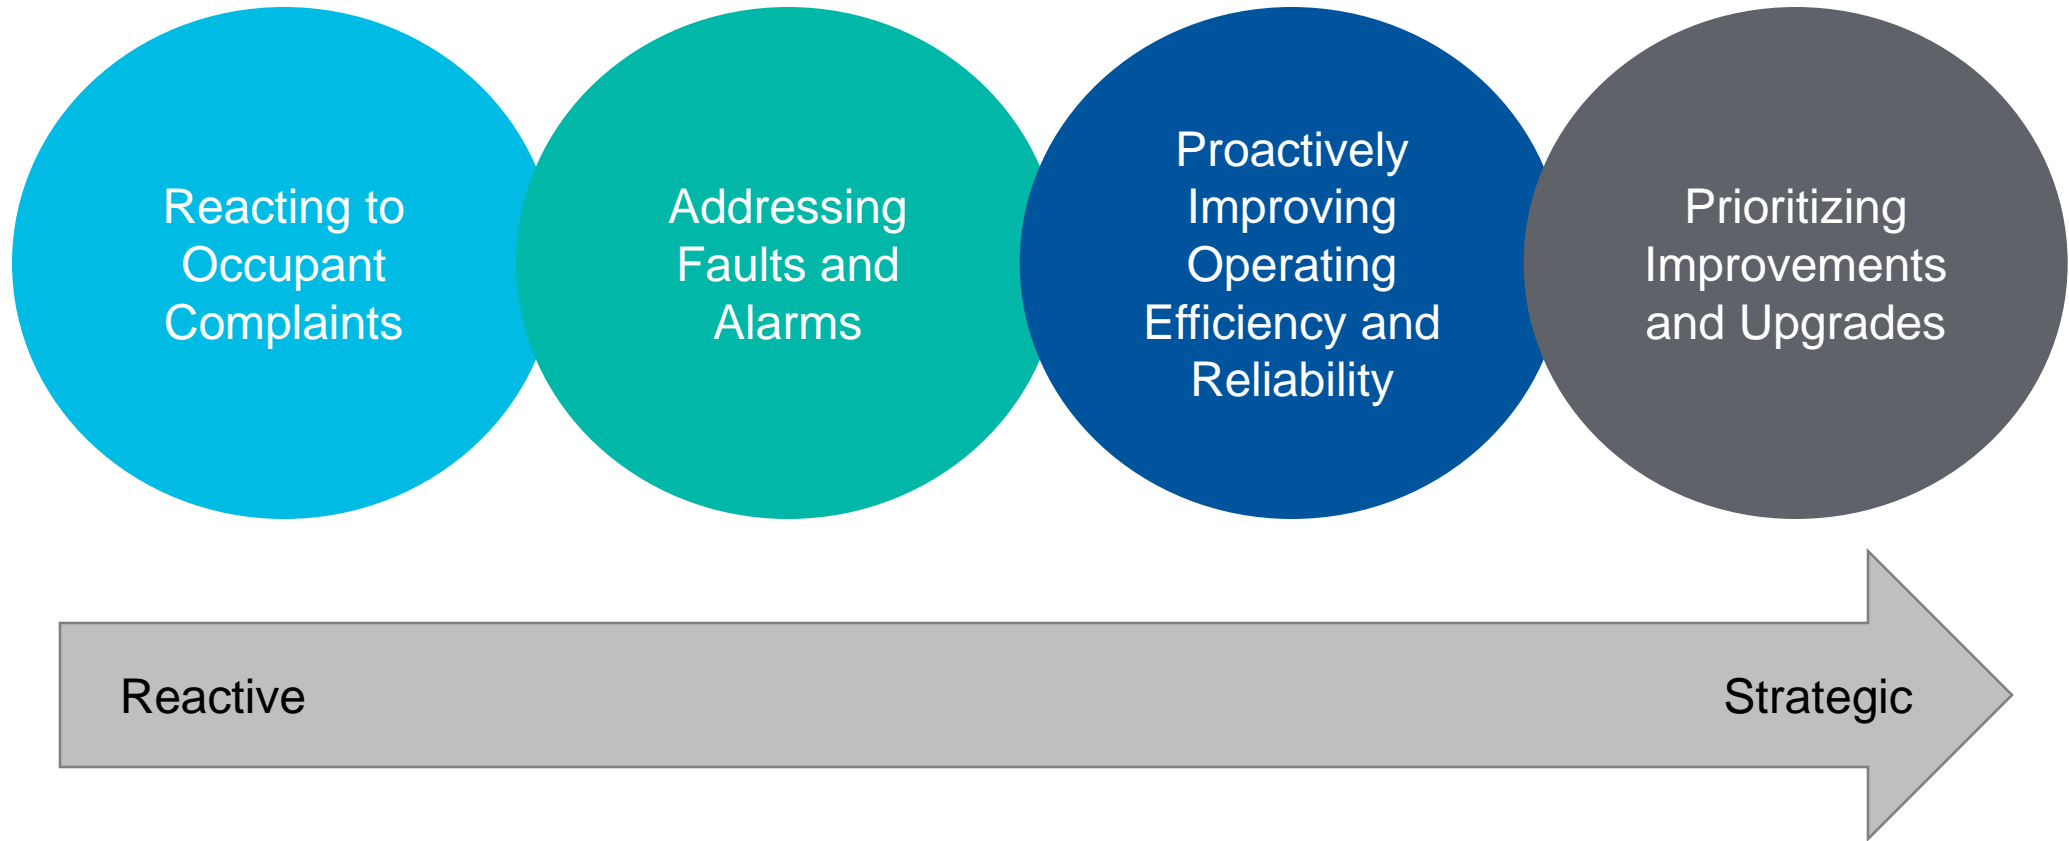 Reacting to
Occupant
Complaints
Addressing
Faults and
Alarms
Proactively
Improving
Operating
Efficiency and
Reliability
Prioritizing
Improvements
and Upgrades
Reactive
Strategic